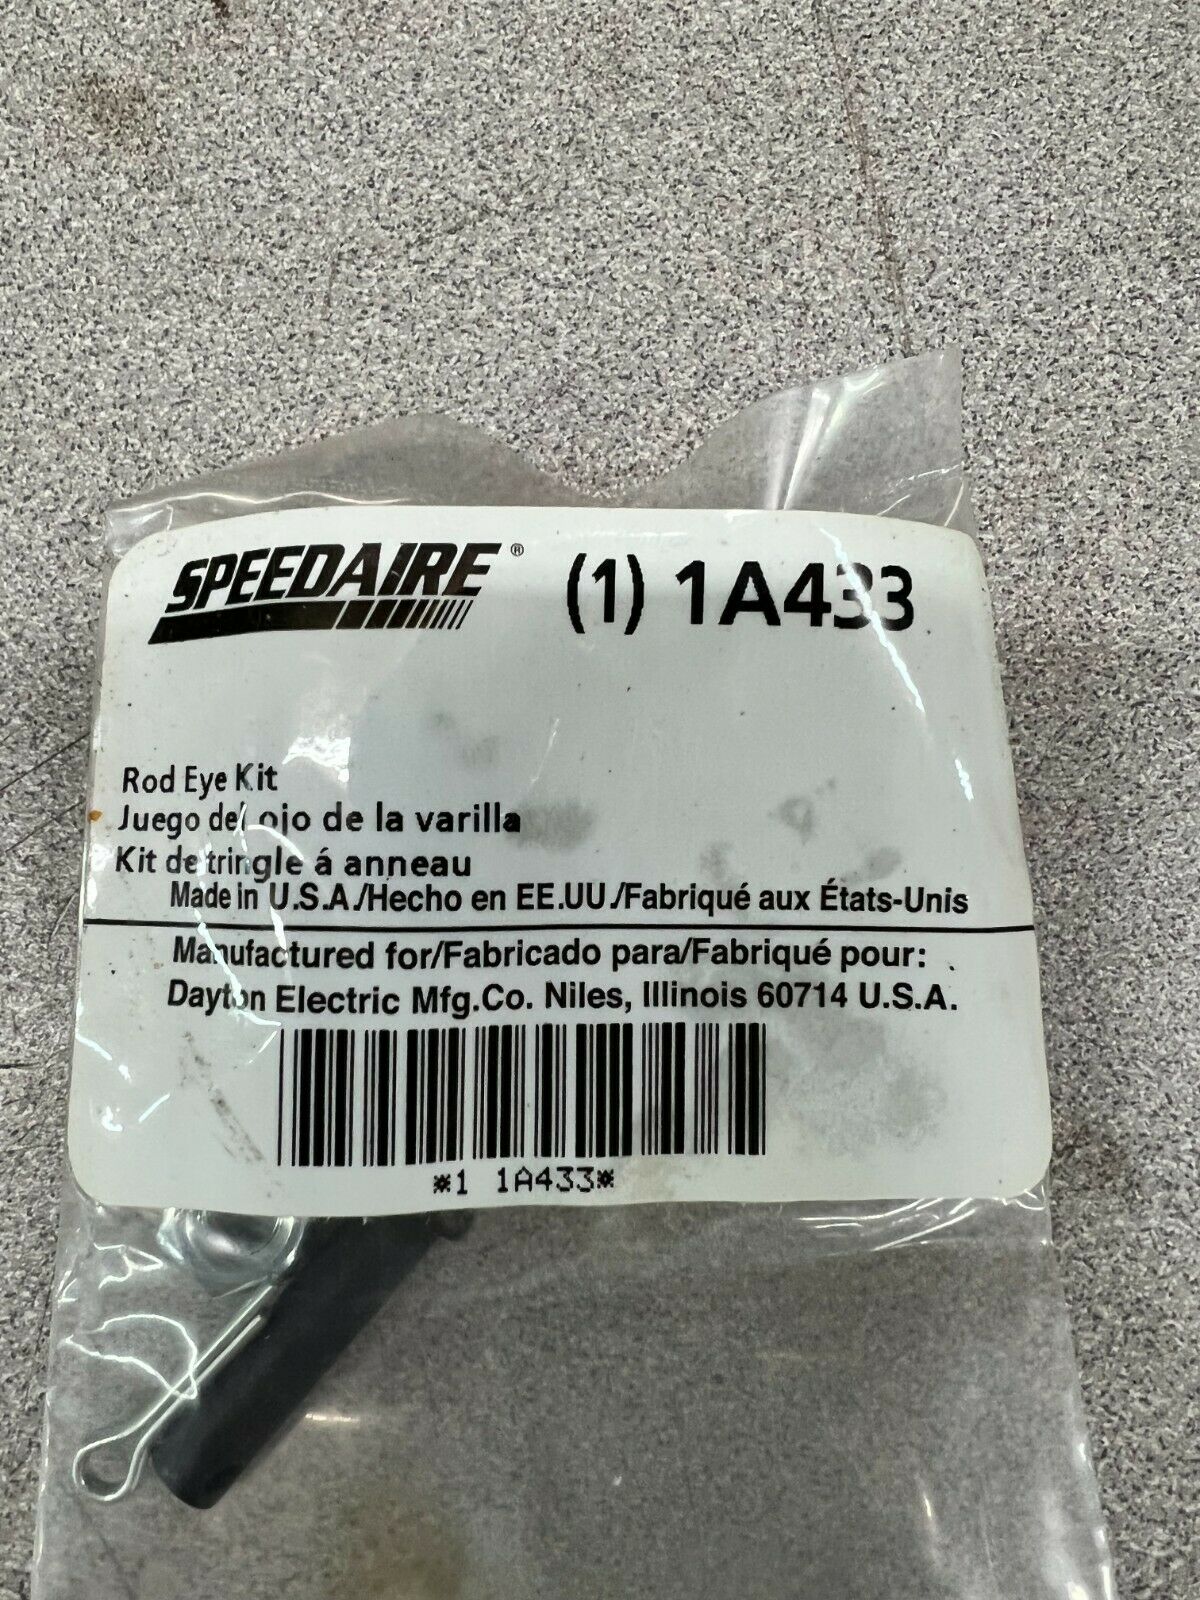 SPEEDAIRE® (1) 1A433
Rod Eye Kit
Juego del ojo de la varilla
Kit de tringle á anneau
Made in U.S.A./Hecho en EE.UU./Fabriqué aux États-Unis
Manufactured for/Fabricado para/Fabriqué pour:
Dayton Electric Mfg.Co. Niles, Illinois 60714 U.S.A.
*1 1A433*